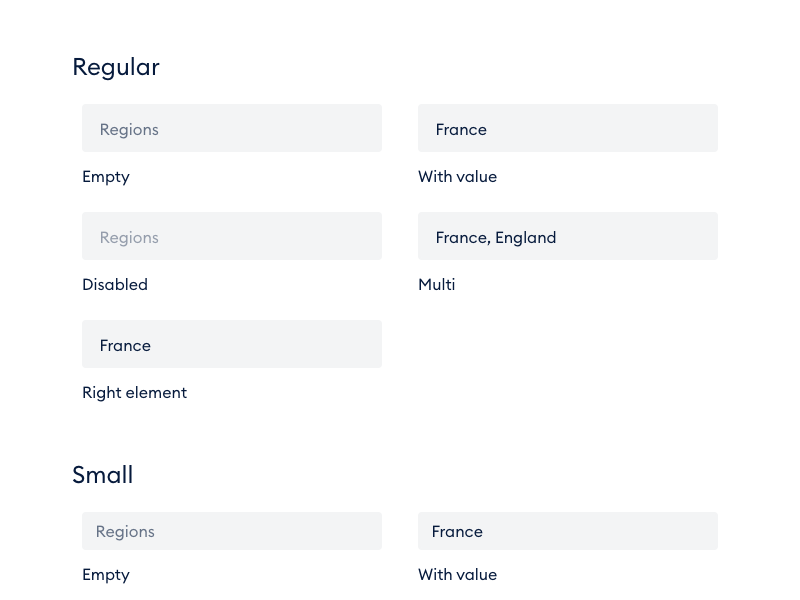 Regular
Regions
France
Empty
With value
Regions
France, England
Disabled
Multi
France
Right element
Small
Regions
France
Empty
With value